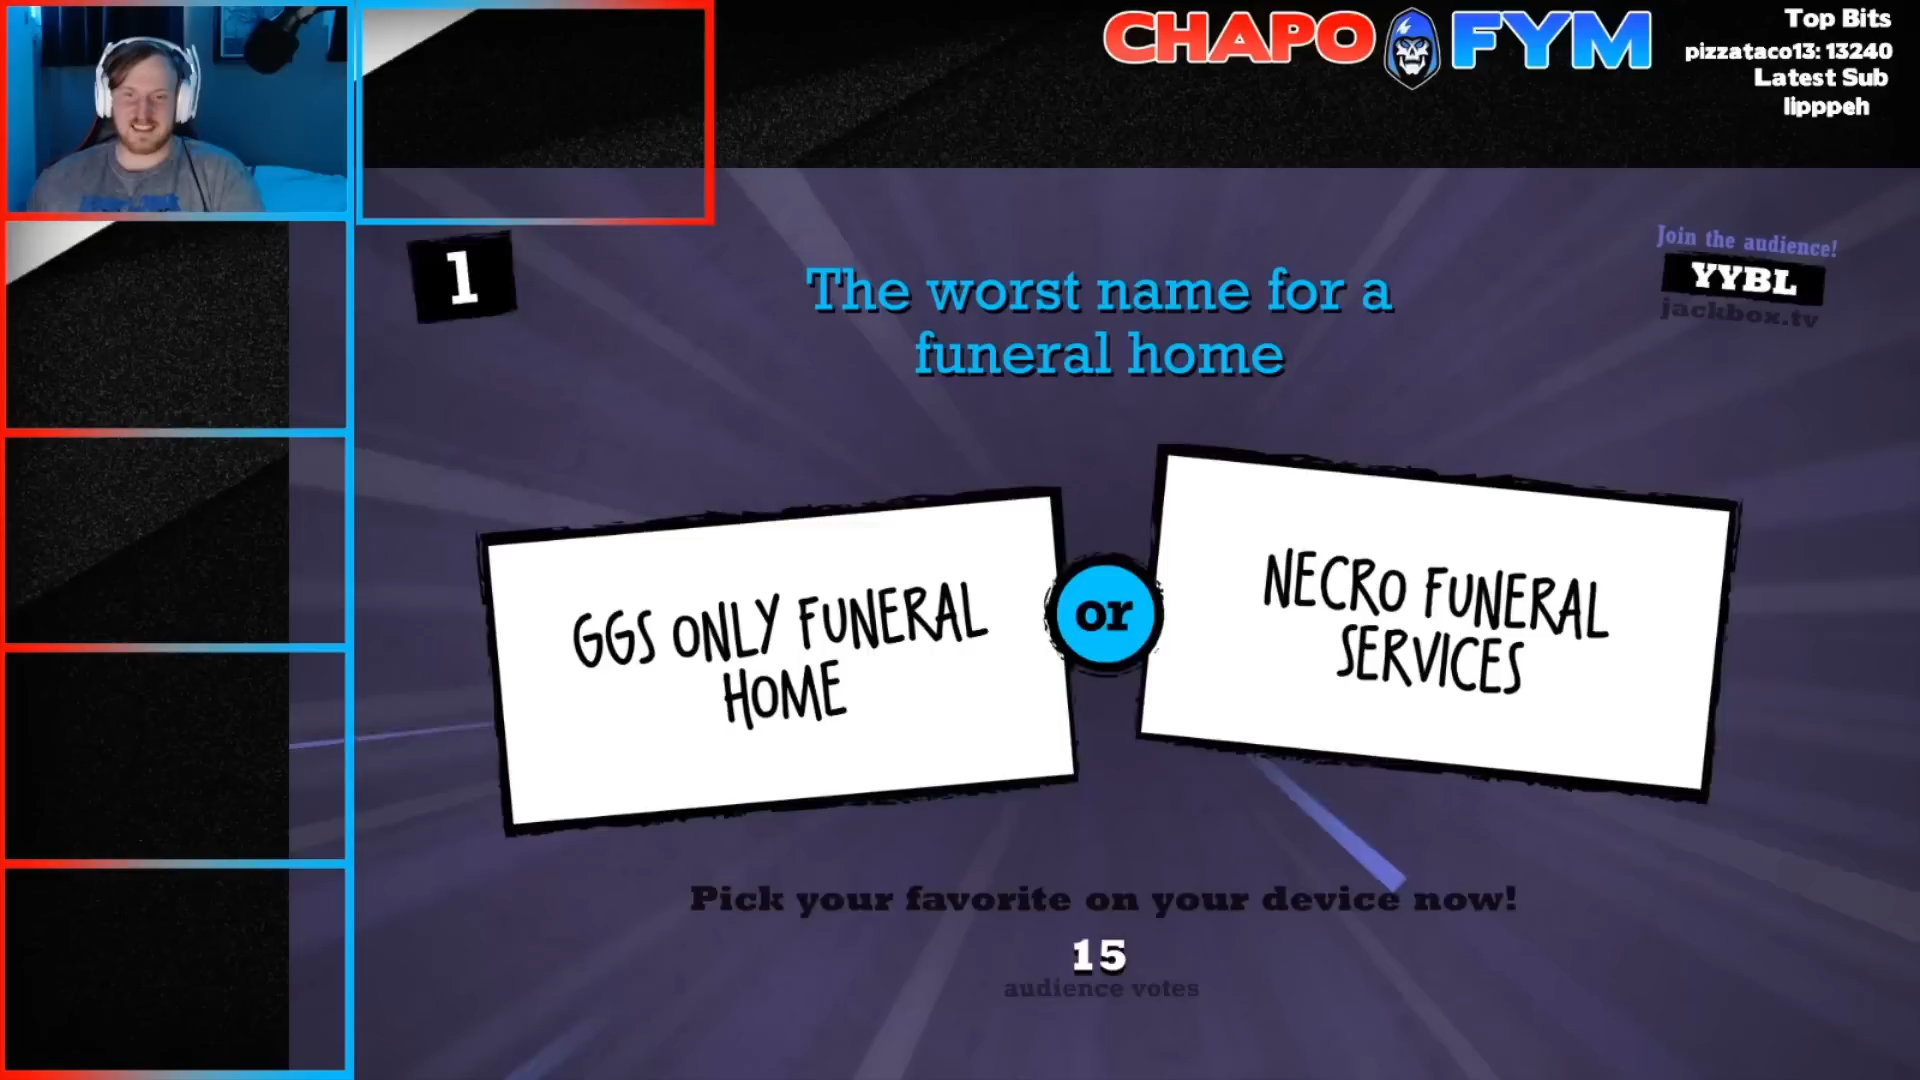 CHAPO FYM
Top Bits
pizzataco13: 13240
Latest Sub
lipppeh
1
The worst name for a
funeral home
Join the audience!
YYBL
jackbox.tv
GGS ONLY FUNERAL
HOME
or
NECRO FUNERAL
SERVICES
Pick your favorite on your device now!
15
audience votes